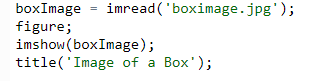 boxImage = imread('boximage.jpg');
figure;
imshow(boxImage);
title('Image of a Box');